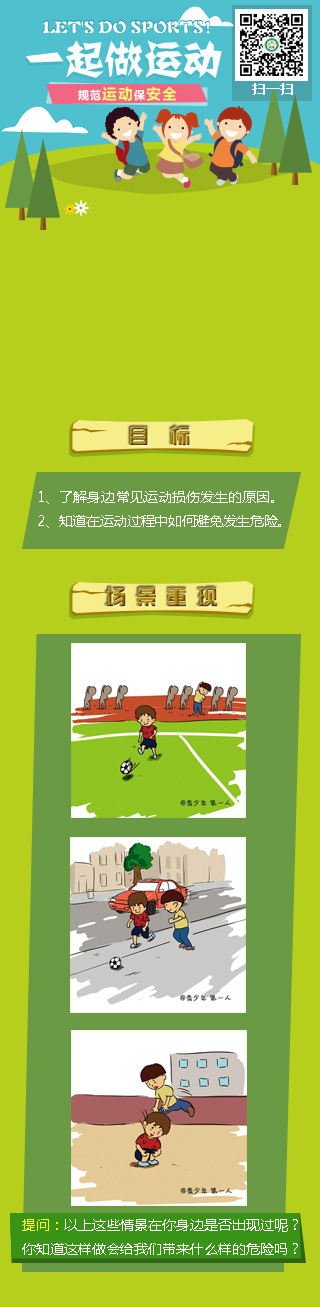 LET'S DO SPORTS!
一起做运动
规范运动保安全
扫一扫
目 标
1、了解身边常见运动损伤发生的原因。
2、知道在运动过程中如何避免发生危险。
场景重现
@青少年 第一人
@青少年 第一人
@青少年 第一人
提问：以上这些情景在你身边是否出现过呢？
你知道这样做会给我们带来什么样的危险吗？